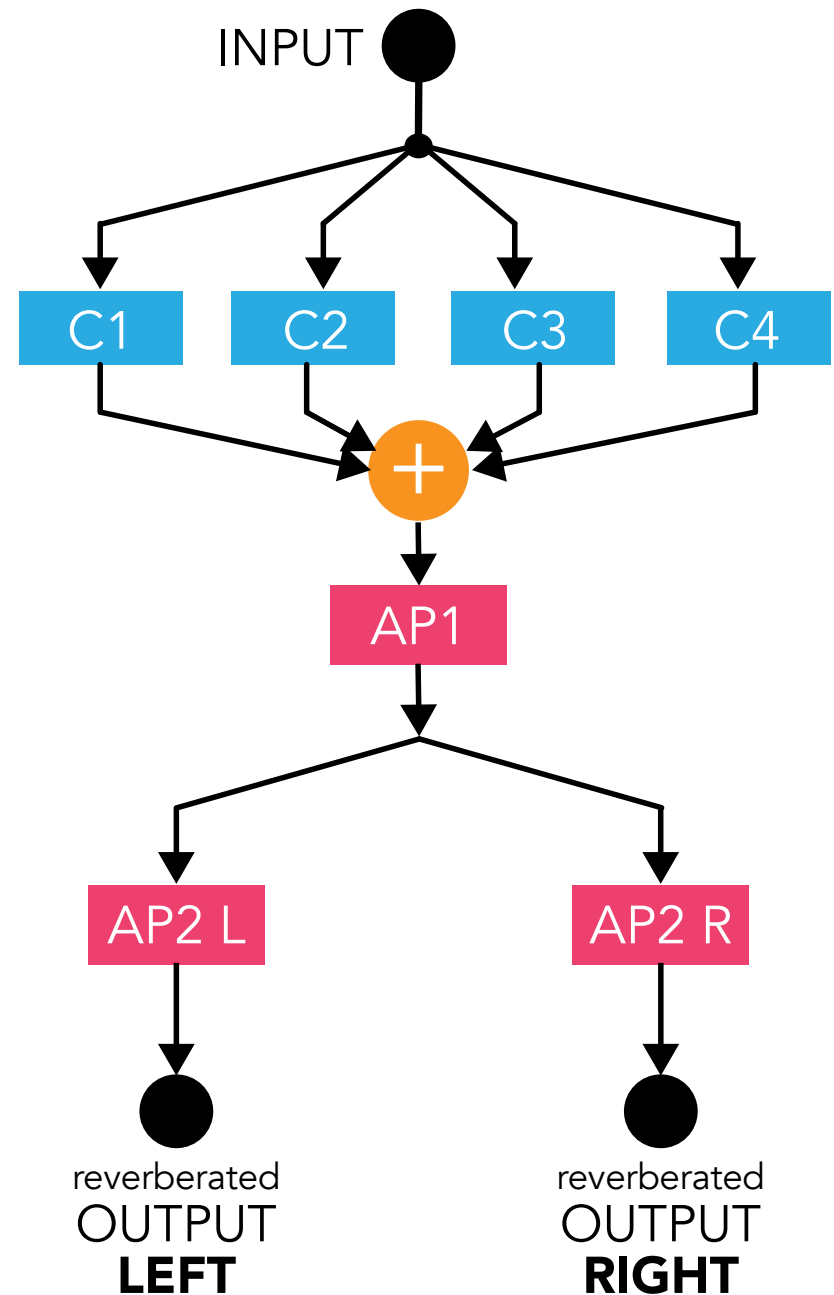 INPUT
C1 C2 C3 C4
+
AP1
AP2 L AP2 R
reverberated reverberated
OUTPUT OUTPUT
LEFT RIGHT